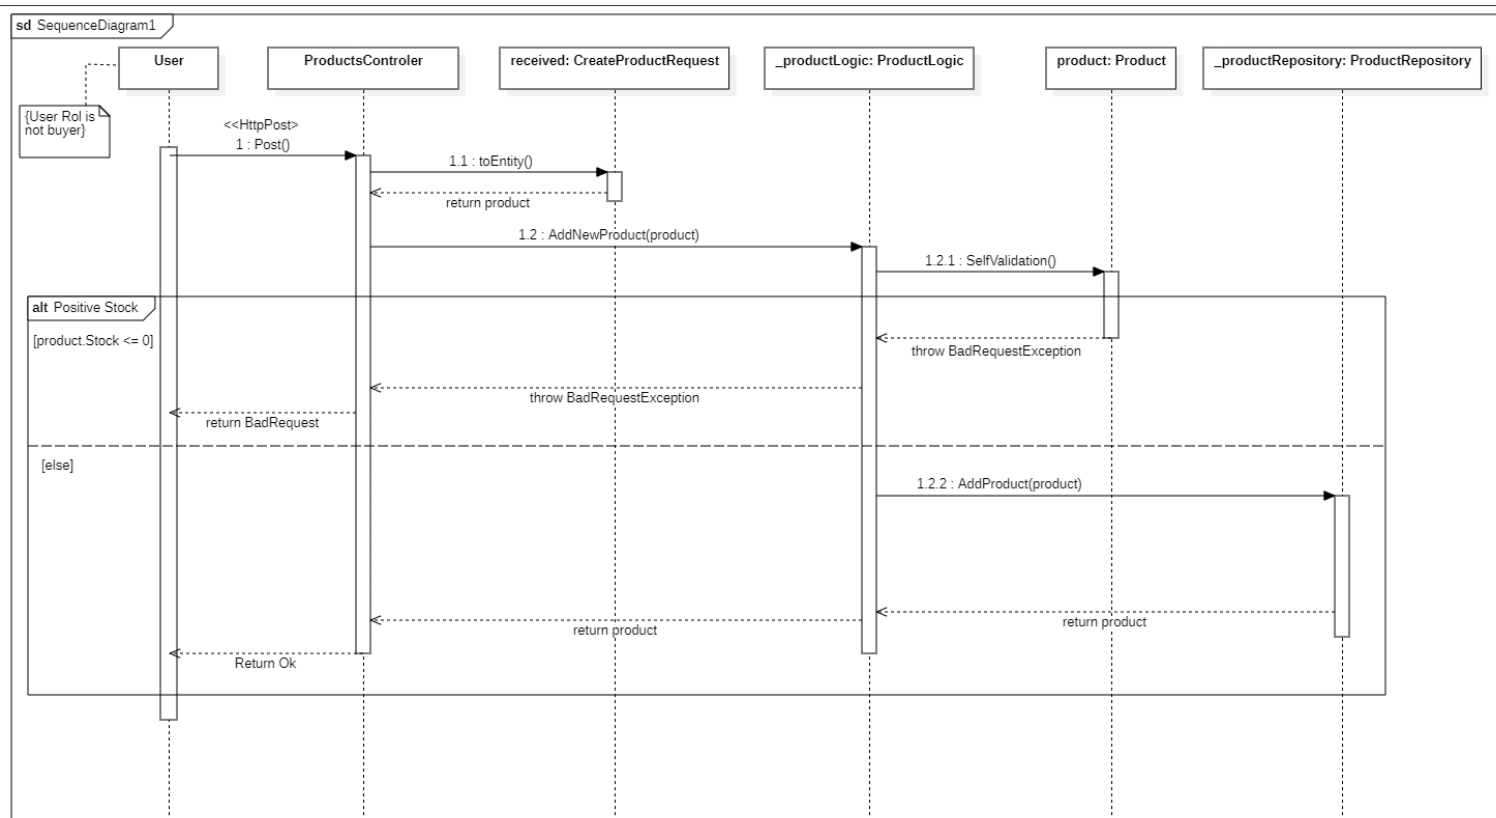 sd SequenceDiagram1
User
ProductsControler
received: CreateProductRequest
_productLogic: ProductLogic
product: Product
_productRepository: ProductRepository
{User Rol is
not buyer}
<<HttpPost>
1 : Post()
1.1 : toEntity()
return product
1.2 : AddNewProduct(product)
1.2.1 : SelfValidation()
alt Positive Stock
[product.Stock <= 0]
throw BadRequestException
throw BadRequestException
return BadRequest
[else]
1.2.2 : AddProduct(product)
return product
return product
Return Ok